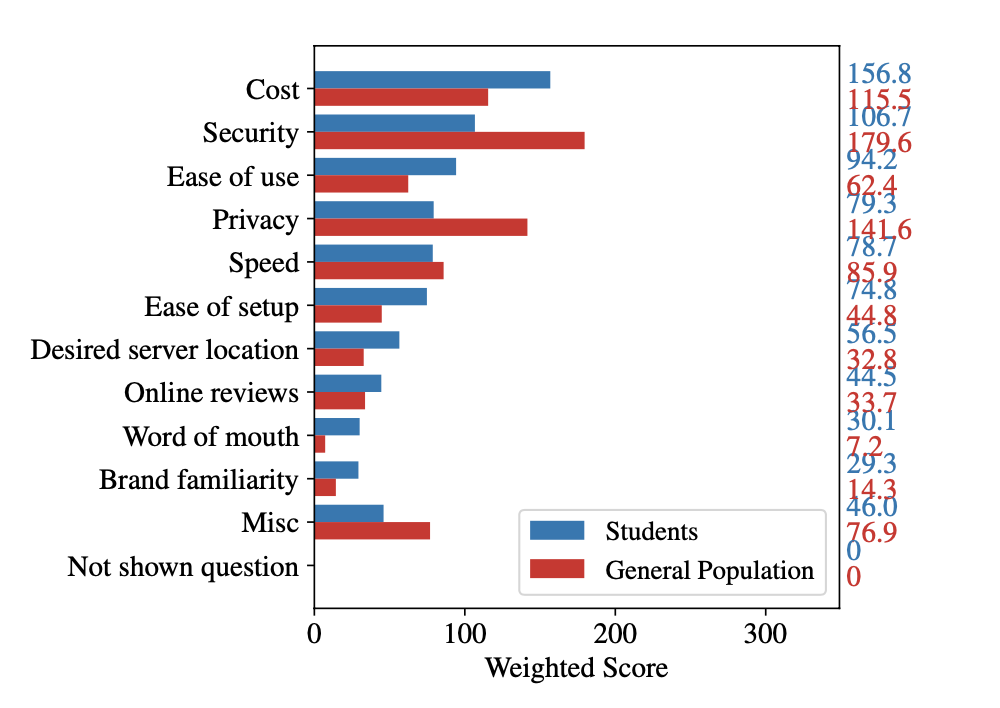 Cost
156.8
115.5
Security
106.7
179.6
Ease of use
94.2
62.4
Privacy
79.3
141.6
Speed
78.7
85.9
Ease of setup
74.8
44.8
Desired server location
56.5
32.8
Online reviews
44.5
33.7
Word of mouth
30.1
7.2
Brand familiarity
29.3
14.3
Misc
46.0
76.9
Not shown question
0
0
Students
General Population
0 100 200 300
Weighted Score